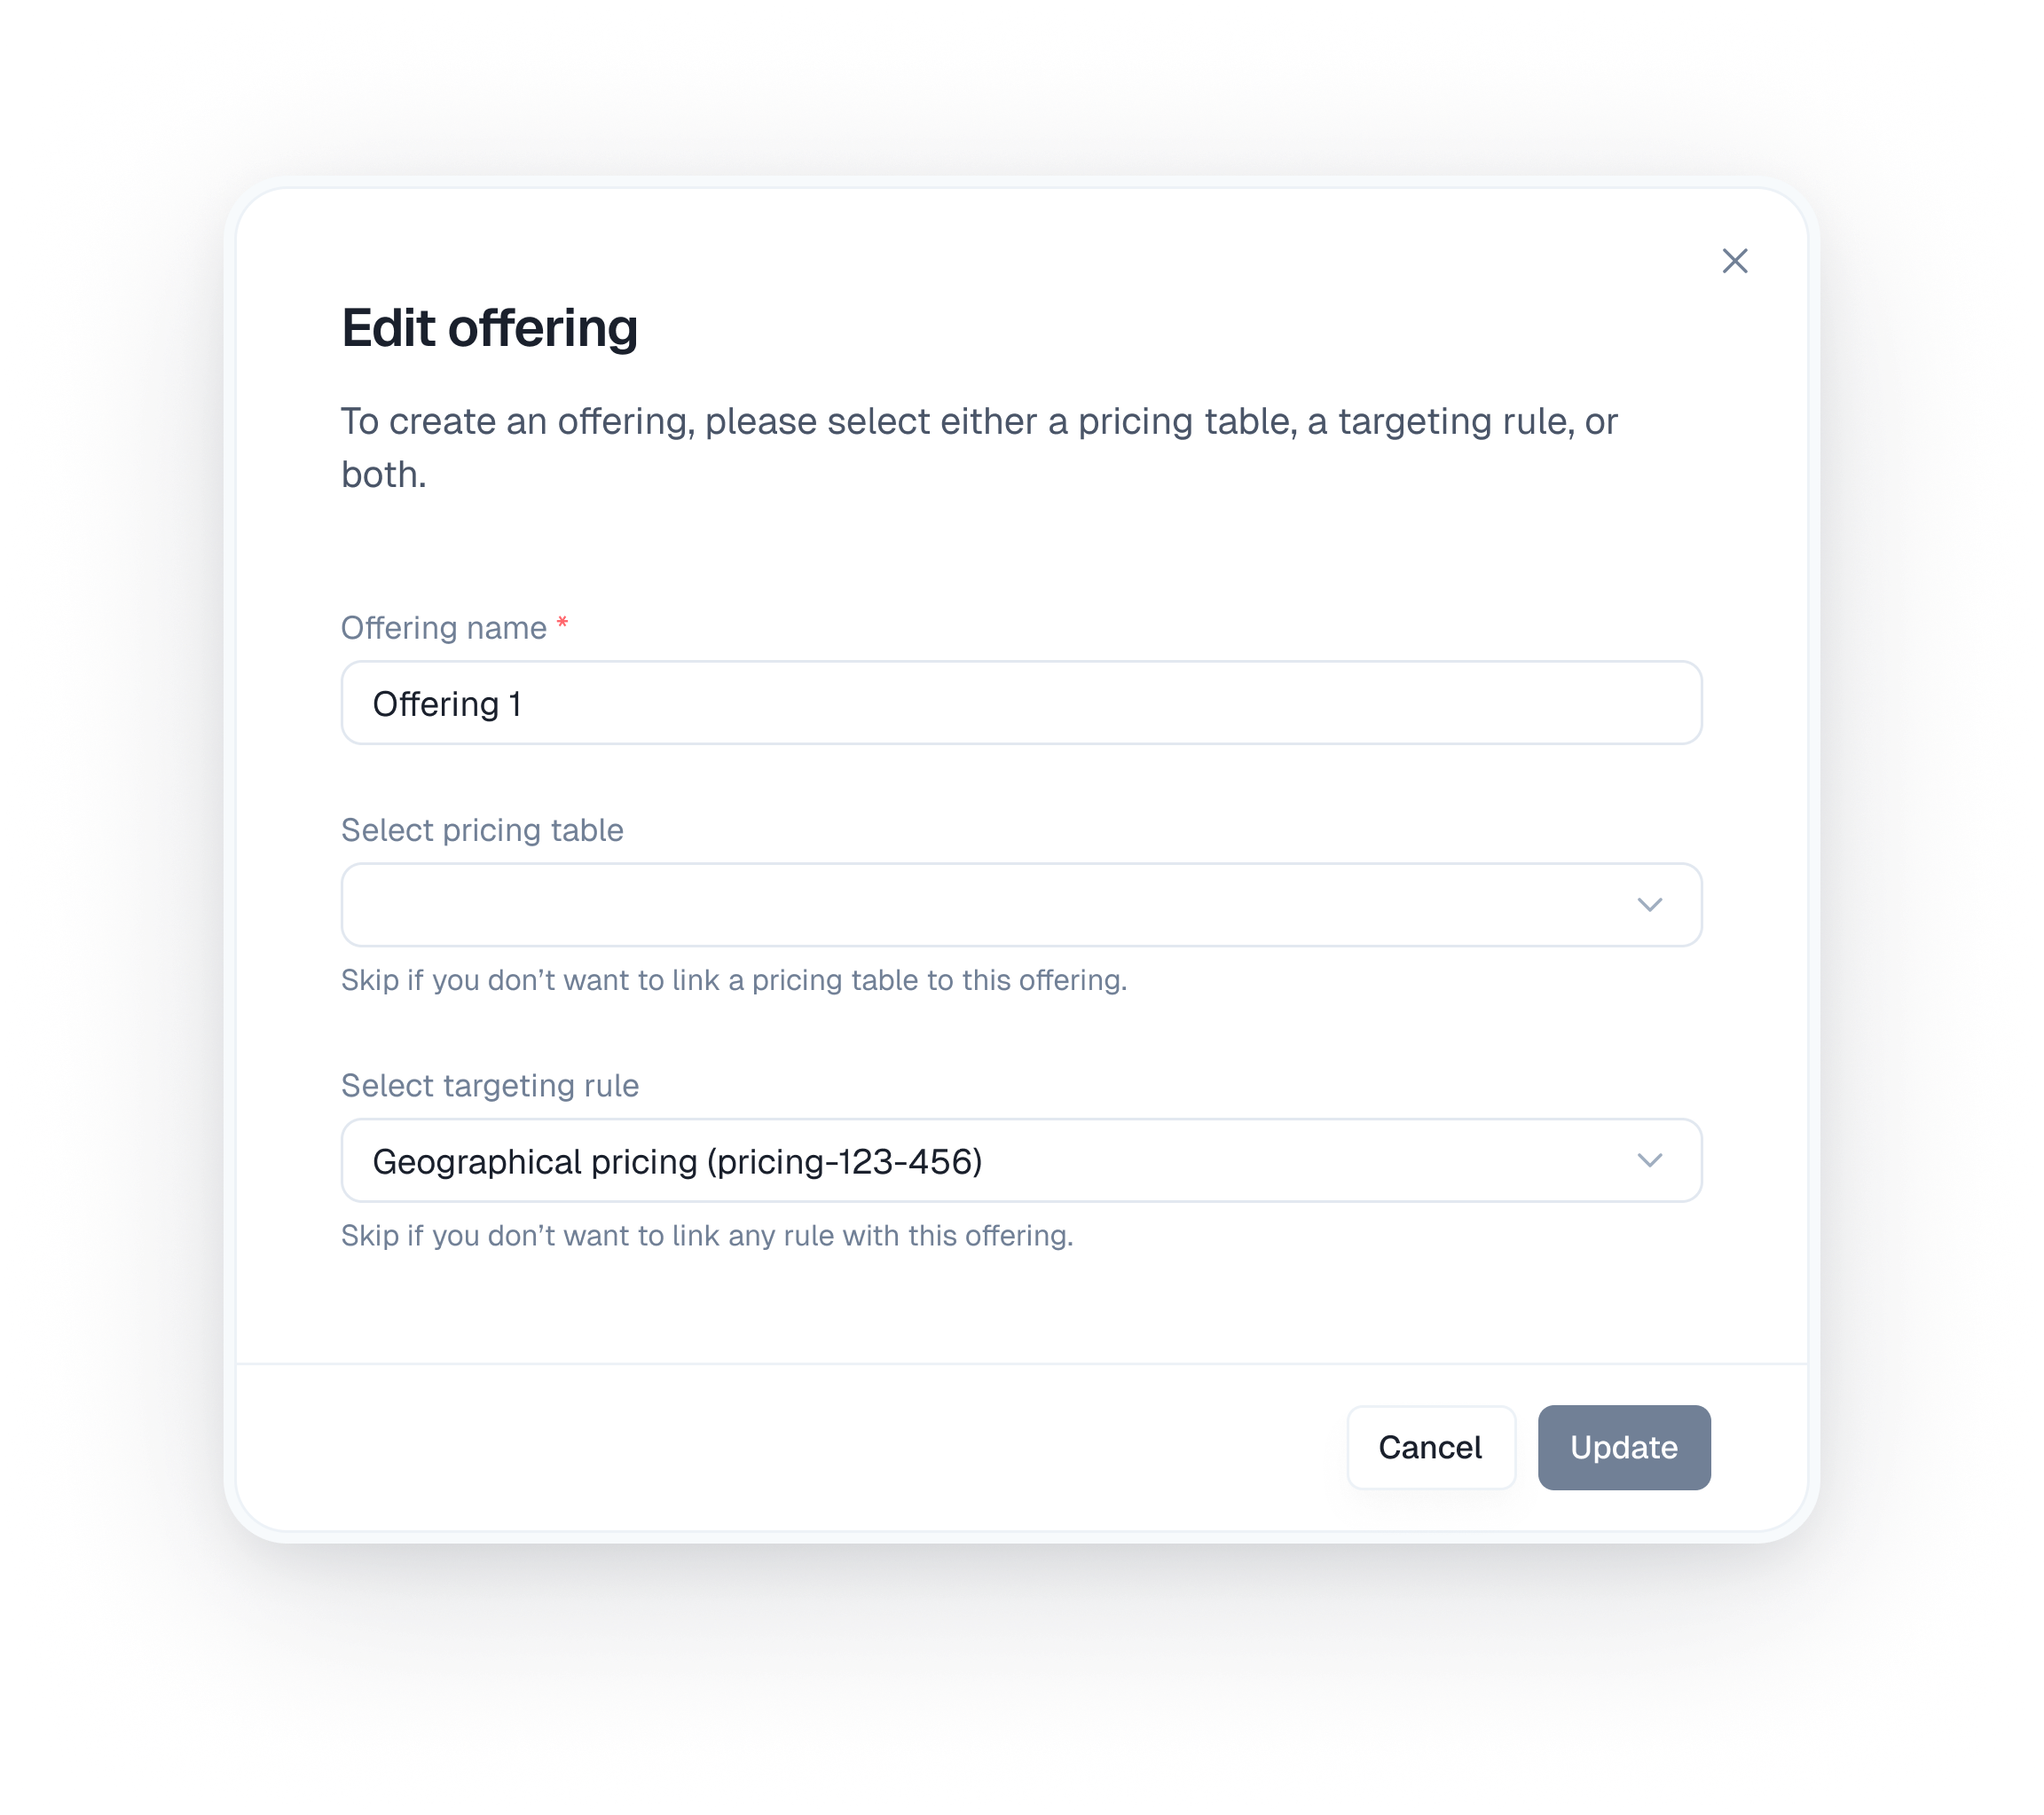 Edit offering
To create an offering, please select either a pricing table, a targeting rule, or
both.
Offering name *
Offering 1
Select pricing table
Skip if you don’t want to link a pricing table to this offering.
Select targeting rule
Geographical pricing (pricing-123-456)
Skip if you don’t want to link any rule with this offering.
Cancel Update